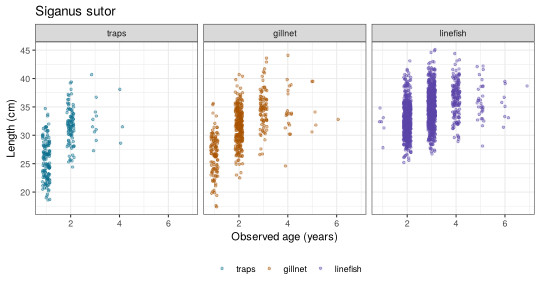 Siganus sutor
traps gillnet linefish
Length (cm)
45
40
35
30
25
20
2 4 6 2 4 6 2 4 6
Observed age (years)
traps gillnet linefish